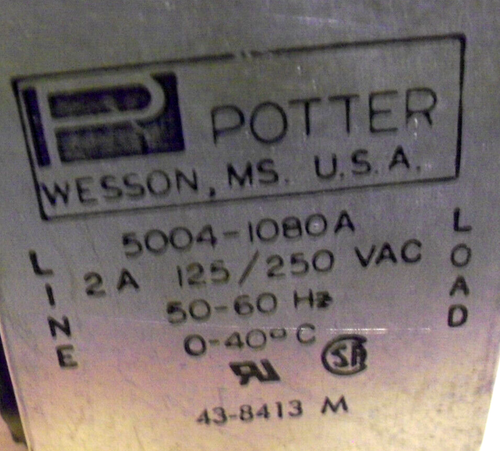 POTTER
WESSON, MS. U.S.A.
5004-1080A
2 A 125/250 VAC
50-60 Hz
0-40° C
LINE
LOAD
43-8413 M